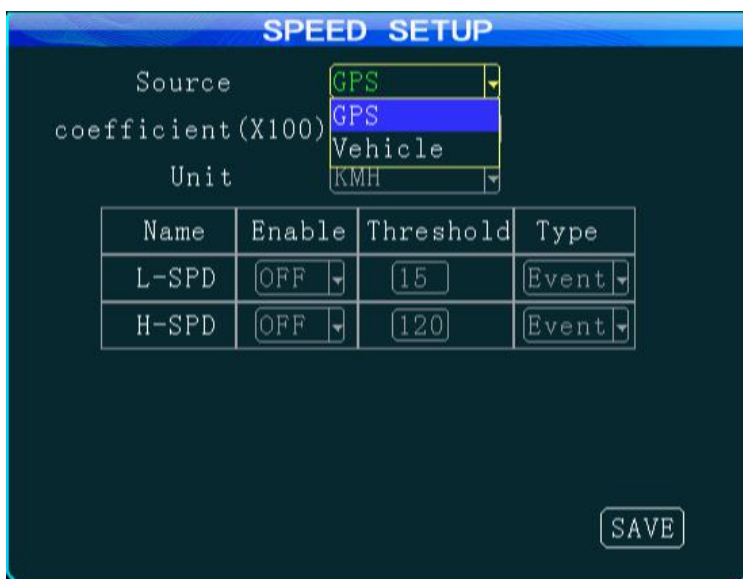 SPEED SETUP
Source GPS
GPS
coefficient(X100)
Vehicle
Unit KMH
Name Enable Threshold Type
L-SPD OFF 15 Event
H-SPD OFF 120 Event
SAVE